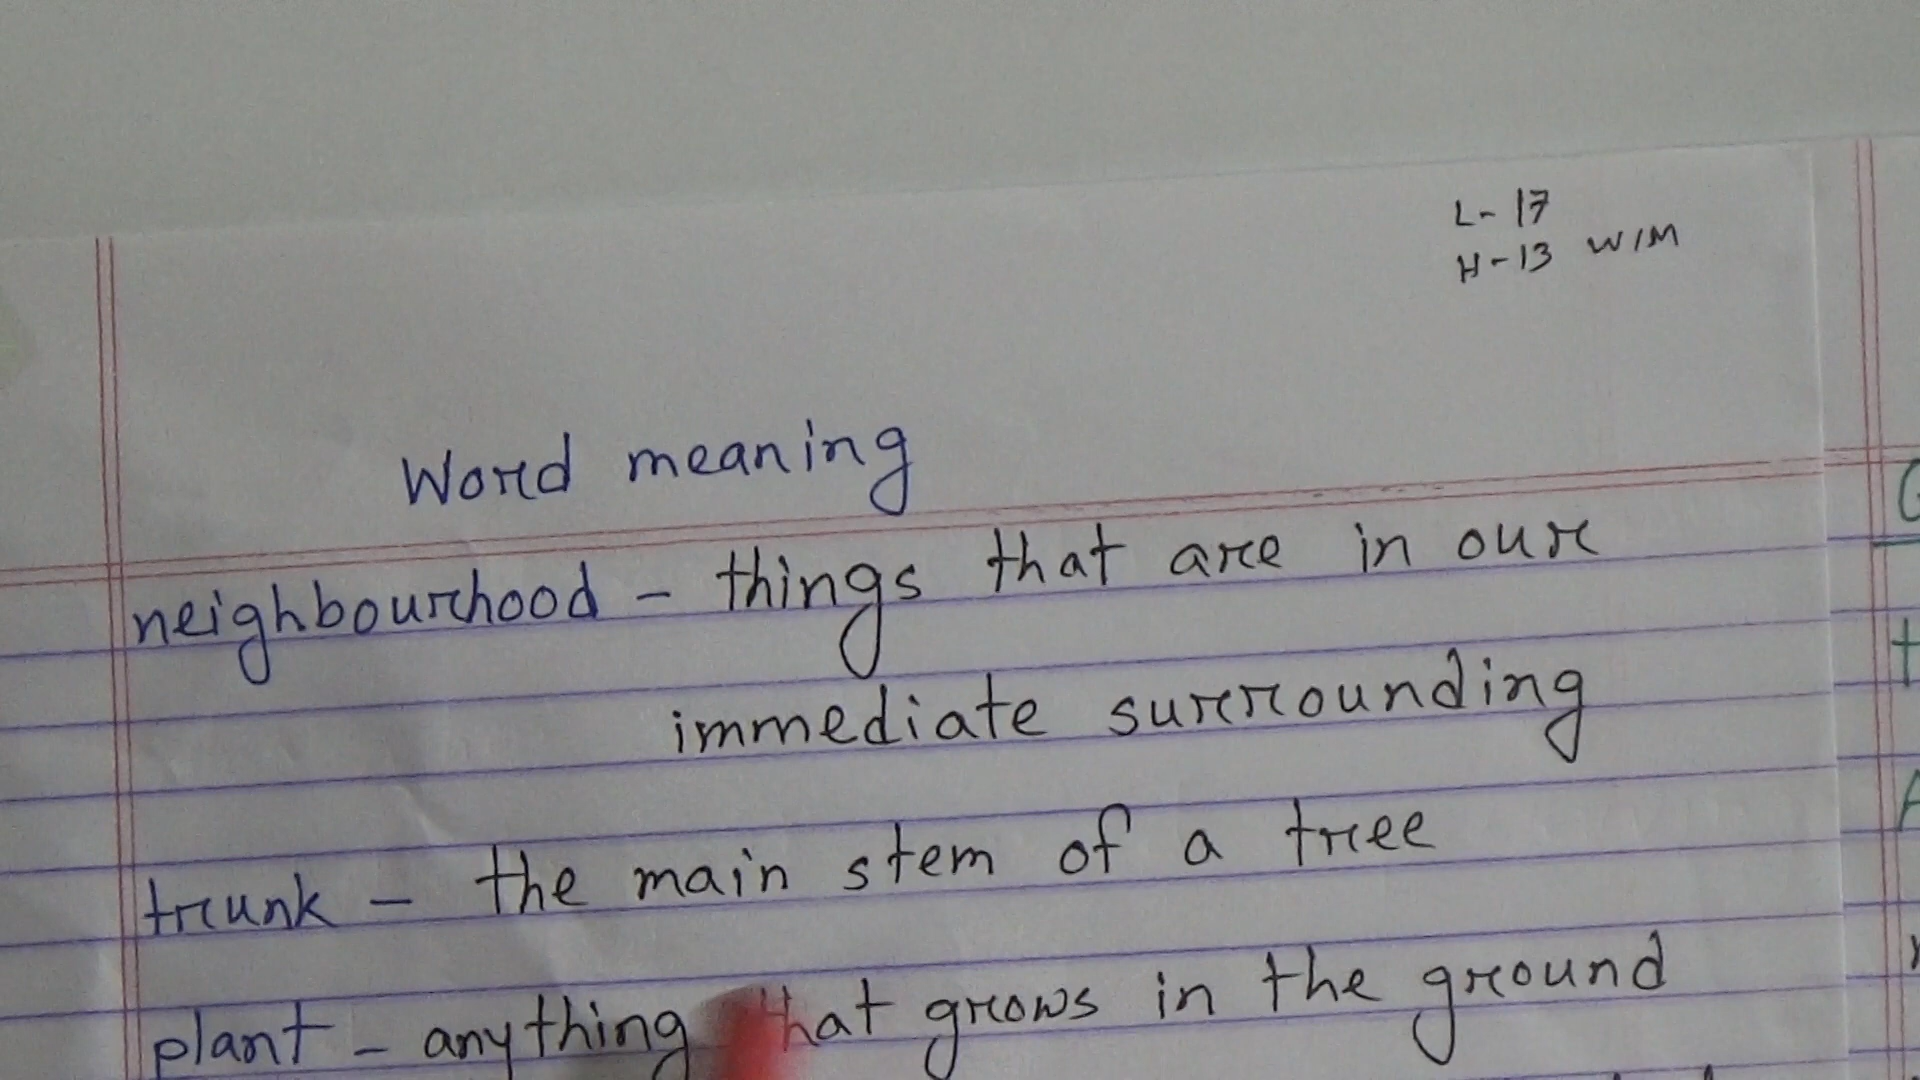 L- 17
H-13 W/M
Word meaning
neighbourhood - things that are in our
immediate surrounding
trunk - the main stem of a tree
plant - anything that grows in the ground